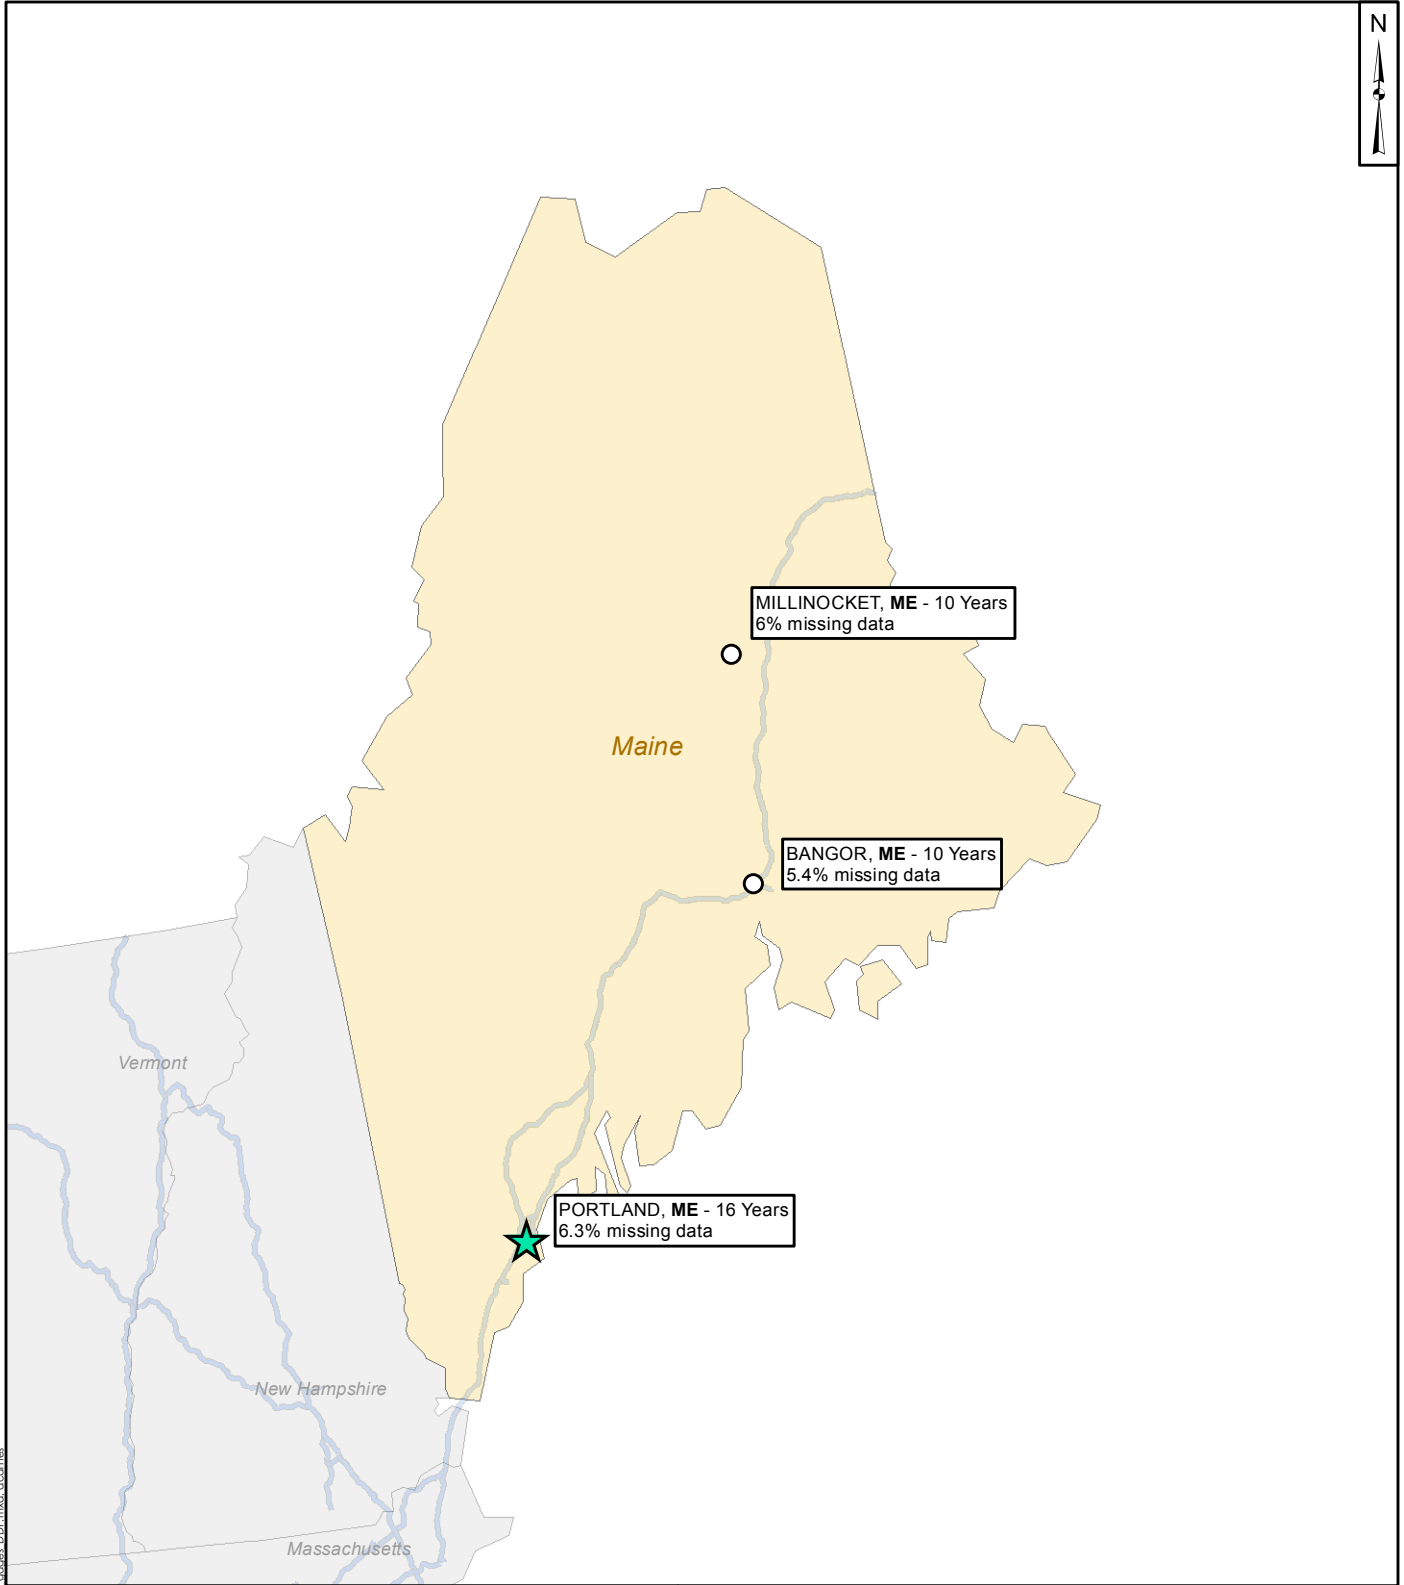 N
MILLINOCKET, ME - 10 Years
6% missing data
Maine
BANGOR, ME - 10 Years
5.4% missing data
Vermont
PORTLAND, ME - 16 Years
6.3% missing data
New Hampshire
Massachusetts